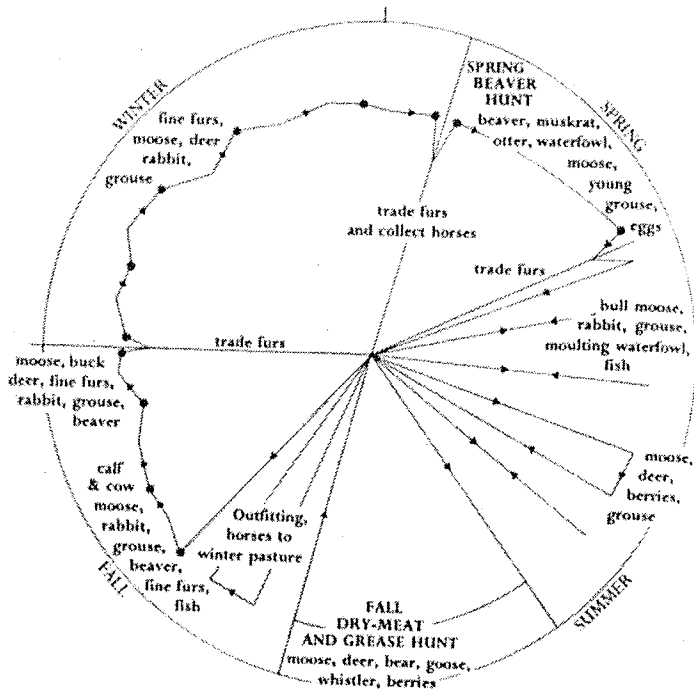 WINTER
fine furs,
moose, deer
rabbit,
grouse
SPRING
BEAVER
HUNT
beaver, muskrat,
otter, waterfowl,
moose,
young
grouse,
eggs
SPRING
trade furs
and collect horses
trade furs
bull moose,
rabbit, grouse,
moulting waterfowl,
fish
trade furs
moose, buck
deer, fine furs,
rabbit, grouse,
beaver
moose,
deer,
berries,
grouse
calf
& cow
moose,
rabbit,
grouse,
beaver,
fine furs,
fish
FALL
Outfitting,
horses to
winter pasture
SUMMER
FALL
DRY-MEAT
AND GREASE HUNT
moose, deer, bear, goose,
whistler, berries